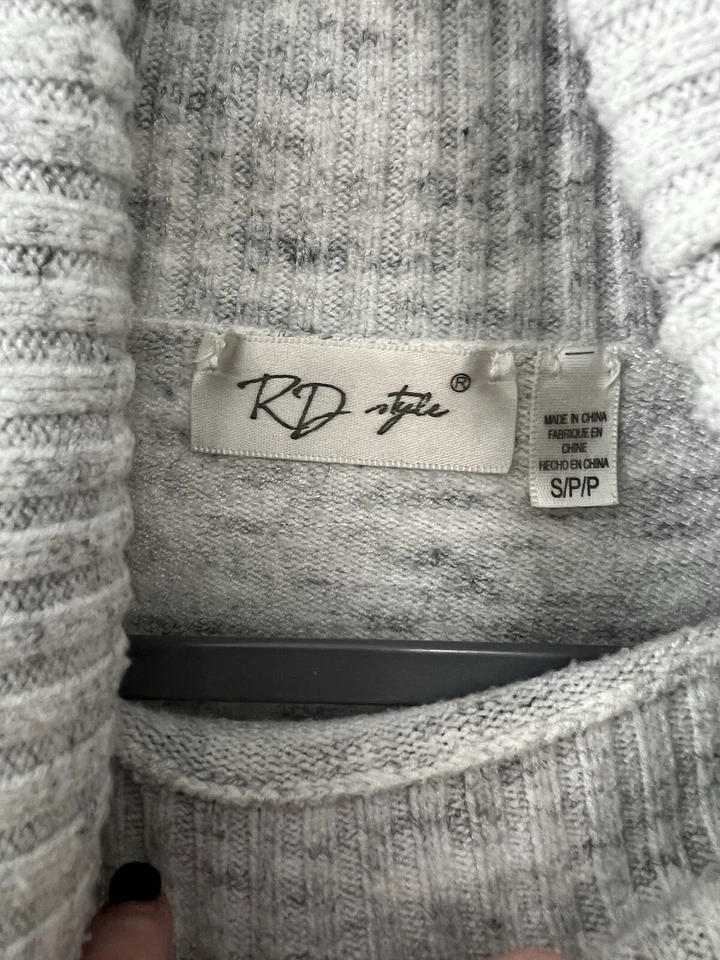 RD style®
MADE IN CHINA
FABRIQUE EN
CHINE
HECHO EN CHINA
S/P/P